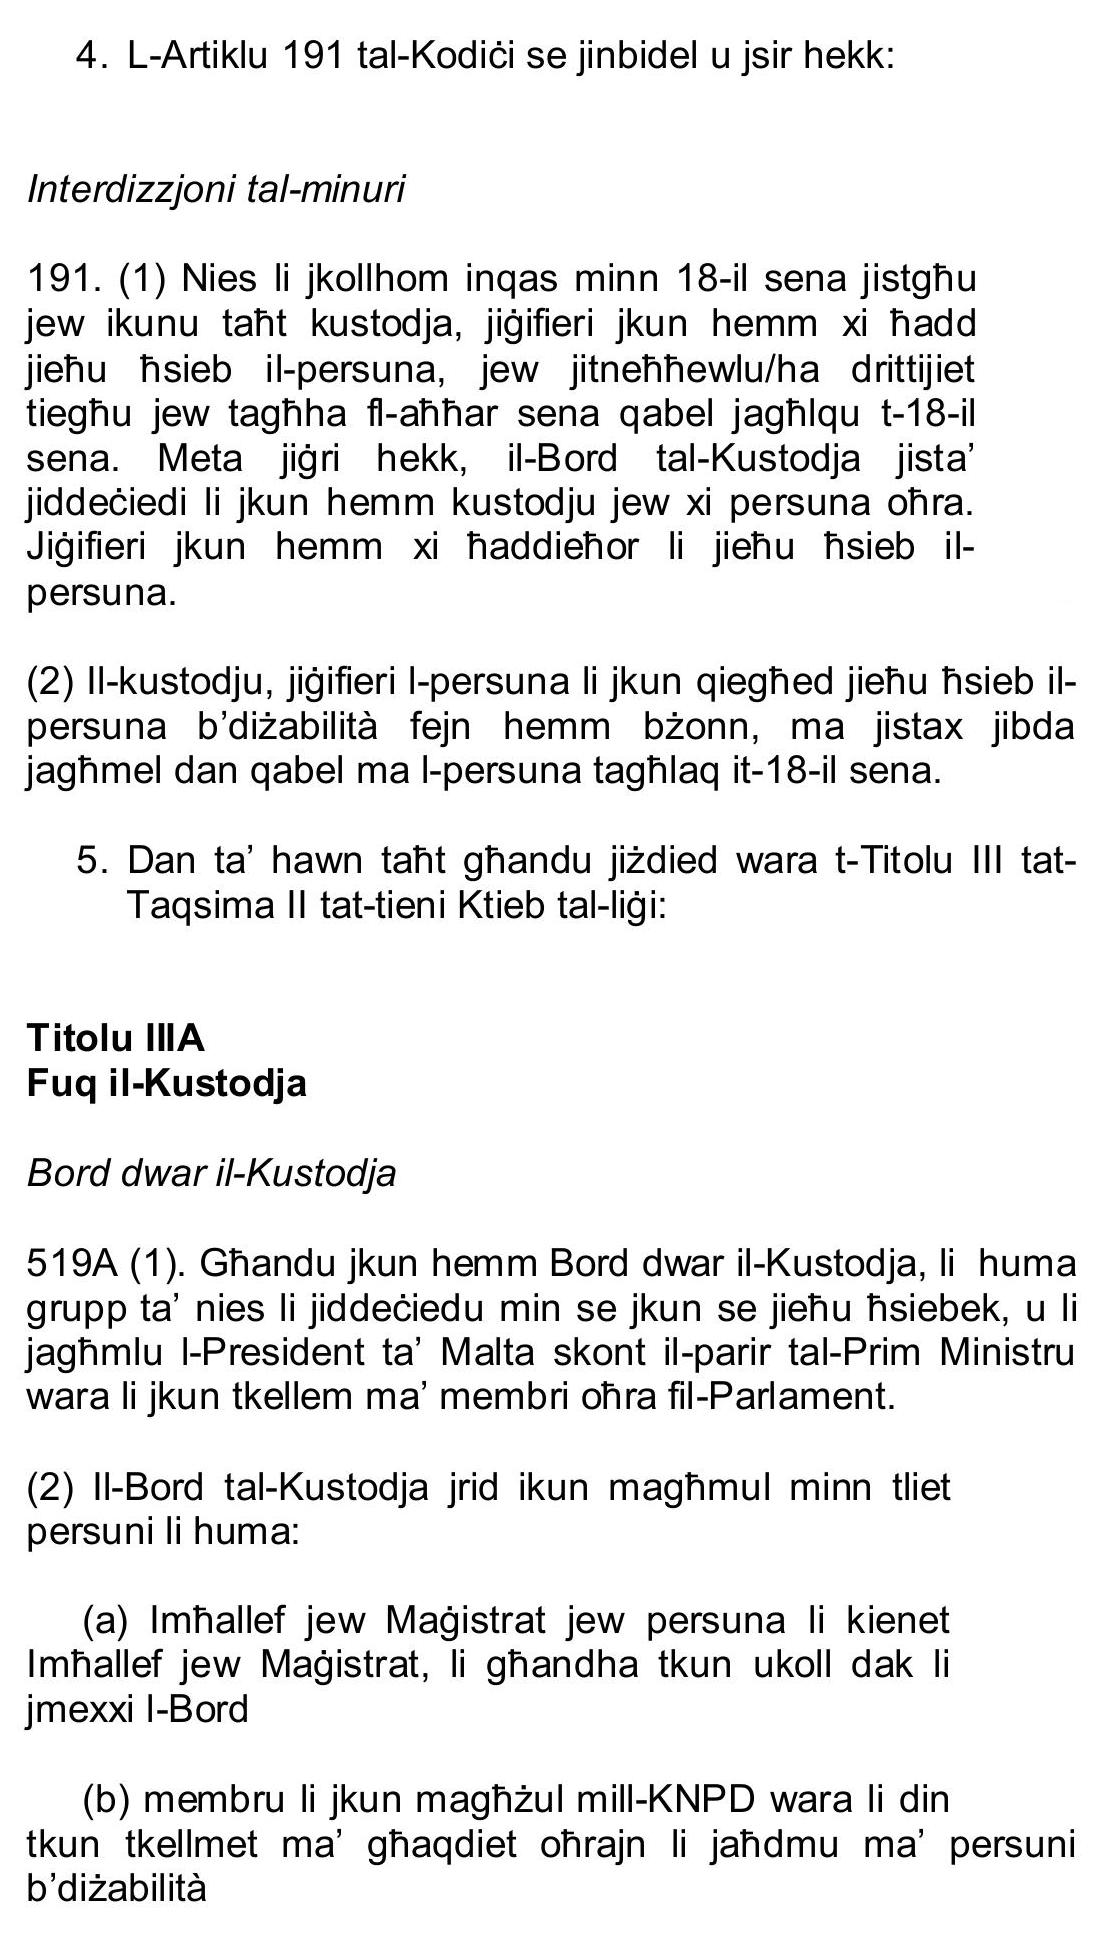 4. L-Artiklu 191 tal-Kodiċi se jinbidel u jsir hekk:
Interdizzjoni tal-minuri
191. (1) Nies li jkollhom inqas minn 18-il sena jistgħu
jew ikunu taħt kustodja, jiġifieri jkun hemm xi ħadd
jieħu ħsieb il-persuna, jew jitneħħewlu/ha drittijiet
tiegħu jew tagħha fl-aħħar sena qabel jagħlqu t-18-il
sena. Meta jiġri hekk, il-Bord tal-Kustodja jista’
jiddeċiedi li jkun hemm kustodju jew xi persuna oħra.
Jiġifieri jkun hemm xi ħaddieħor li jieħu ħsieb il-
persuna.
(2) Il-kustodju, jiġifieri l-persuna li jkun qiegħed jieħu ħsieb il-
persuna b’diżabilità fejn hemm bżonn, ma jistax jibda
jagħmel dan qabel ma l-persuna tagħlaq it-18-il sena.
5. Dan ta’ hawn taħt għandu jiżdied wara t-Titolu III tat-
Taqsima II tat-tieni Ktieb tal-liġi:
Titolu IIIA
Fuq il-Kustodja
Bord dwar il-Kustodja
519A (1). Għandu jkun hemm Bord dwar il-Kustodja, li huma
grupp ta’ nies li jiddeċiedu min se jkun se jieħu ħsiebek, u li
jagħmlu l-President ta’ Malta skont il-parir tal-Prim Ministru
wara li jkun tkellem ma’ membri oħra fil-Parlament.
(2) Il-Bord tal-Kustodja jrid ikun magħmul minn tliet
persuni li huma:
(a) Imħallef jew Maġistrat jew persuna li kienet
Imħallef jew Maġistrat, li għandha tkun ukoll dak li
jmexxi l-Bord
(b) membru li jkun magħżul mill-KNPD wara li din
tkun tkellmet ma’ għaqdiet oħrajn li jaħdmu ma’ persuni
b’diżabilità